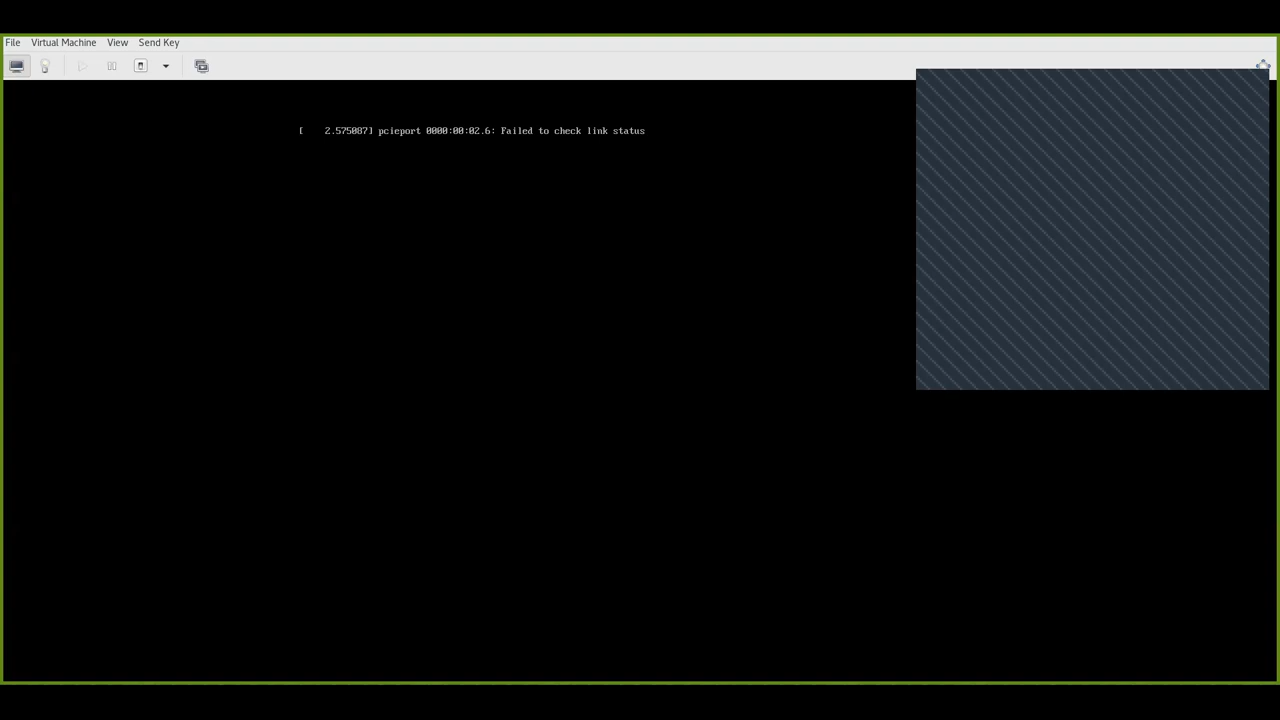 File Virtual Machine View Send Key
[    2.575087] pcieport 0000:00:02.6: Failed to check link status